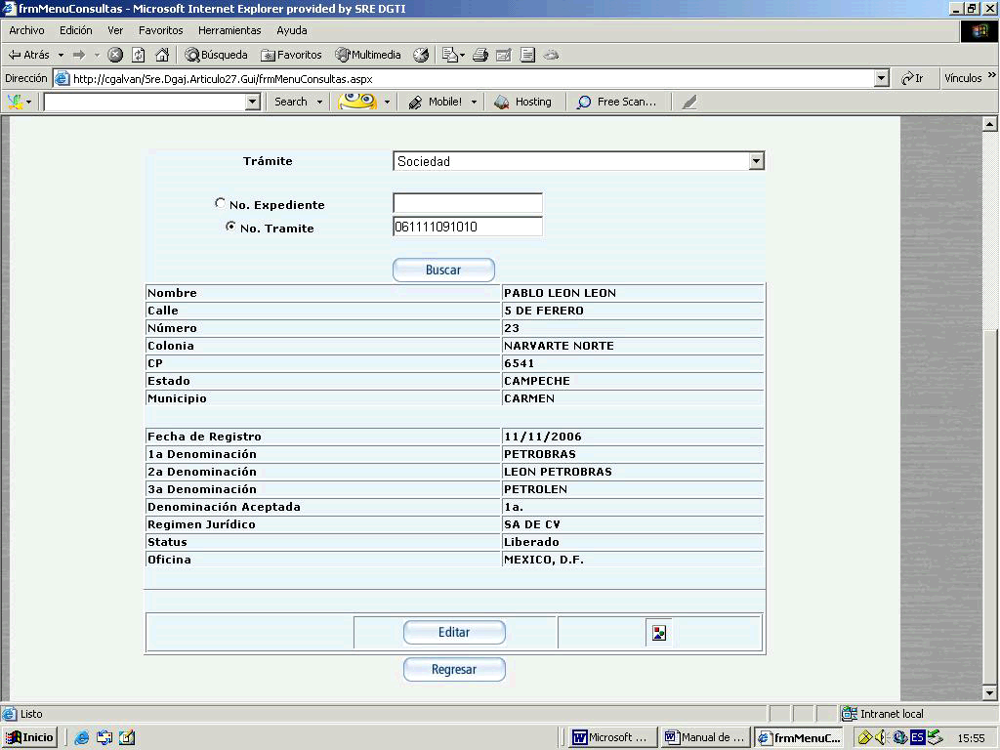 frmMenuConsultas - Microsoft Internet Explorer provided by SRE DGTI
Archivo Edición Ver Favoritos Herramientas Ayuda
Atrás Búsqueda Favoritos Multimedia
Dirección http://cgalvan/Sre.Dgaj.Articulo27.Gui/frmMenuConsultas.aspx Ir Vínculos »
Search Mobile! Hosting Free Scan...
Trámite Sociedad
No. Expediente
No. Tramite 061111091010
Buscar
Nombre PABLO LEON LEON
Calle 5 DE FERERO
Número 23
Colonia NARVARTE NORTE
CP 6541
Estado CAMPECHE
Municipio CARMEN
Fecha de Registro 11/11/2006
1a Denominación PETROBRAS
2a Denominación LEON PETROBRAS
3a Denominación PETROLEN
Denominación Aceptada 1a.
Regimen Jurídico SA DE CV
Status Liberado
Oficina MEXICO, D.F.
Editar
Regresar
Listo Intranet local
Inicio Microsoft ... Manual de ... frmMenuC... ES 15:55